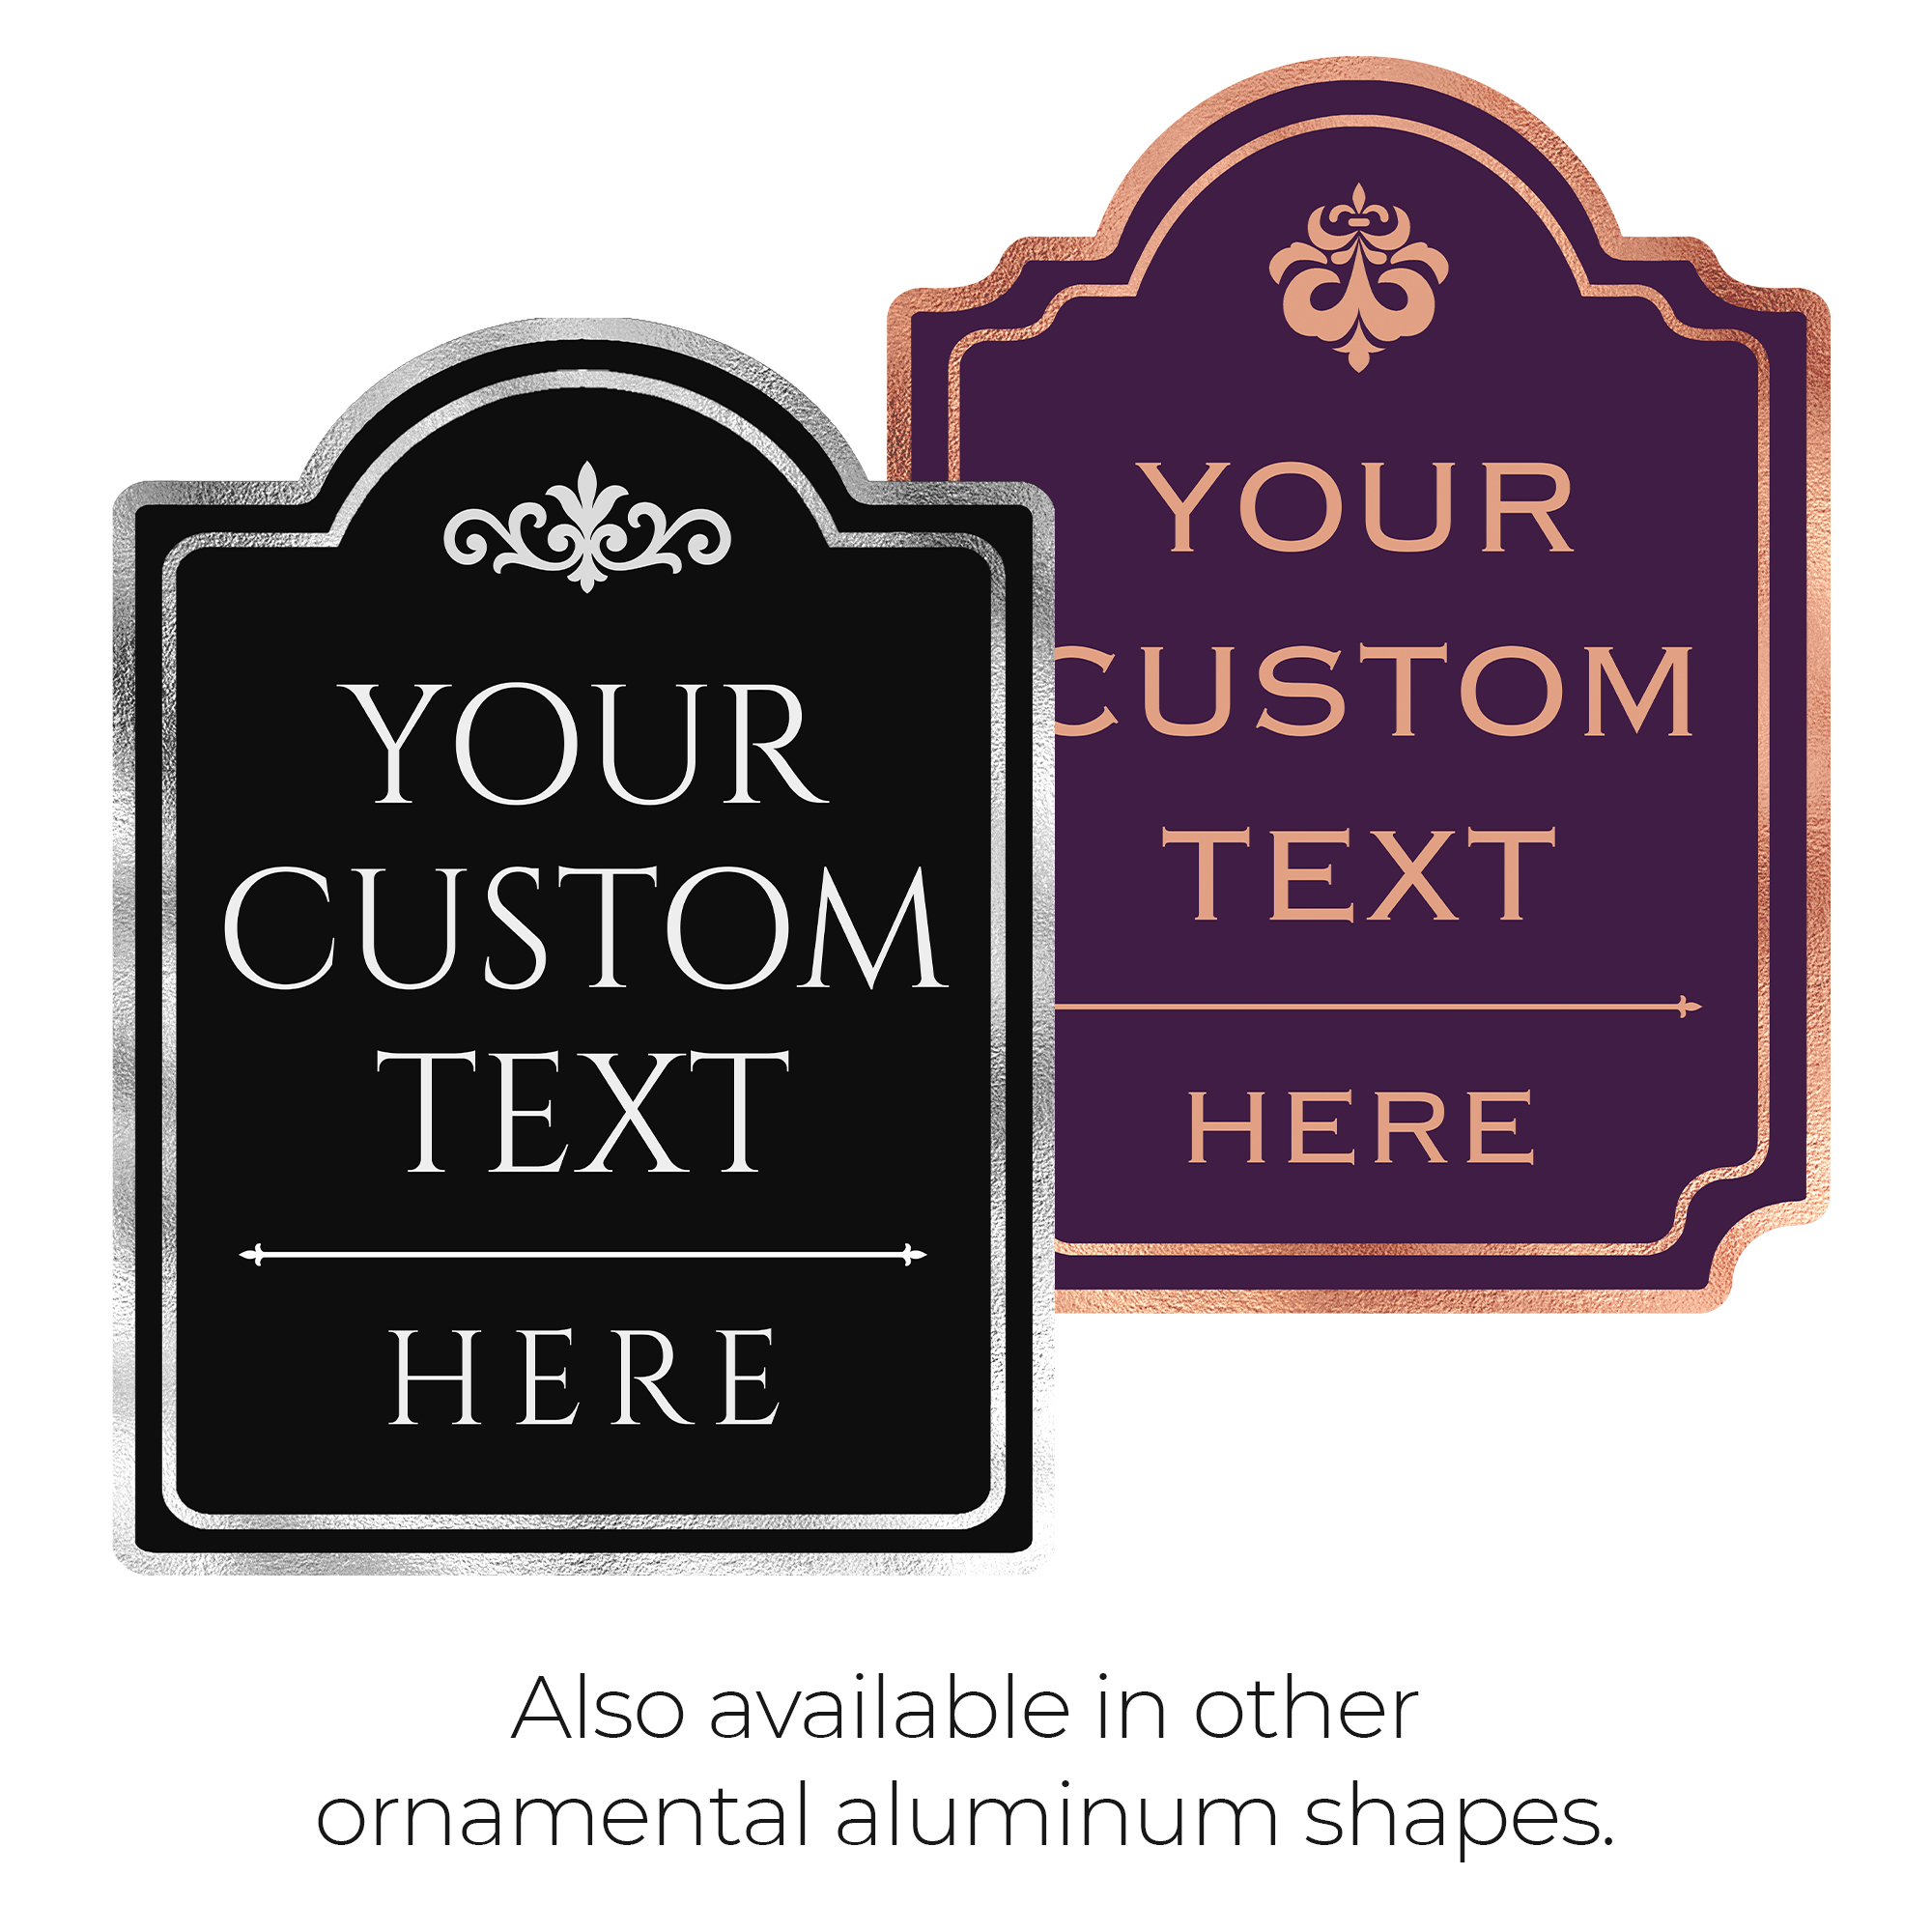 YOUR
CUSTOM
TEXT
HERE
YOUR
CUSTOM
TEXT
HERE
Also available in other
ornamental aluminum shapes.